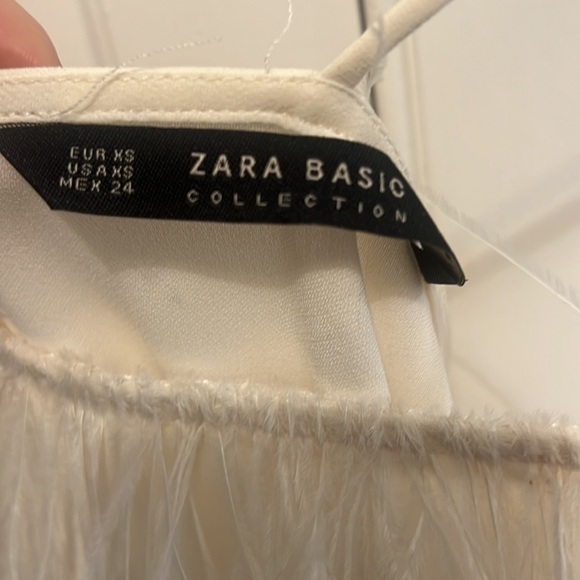 EUR XS
USA XS
MEX 24
ZARA BASIC
COLLECTION